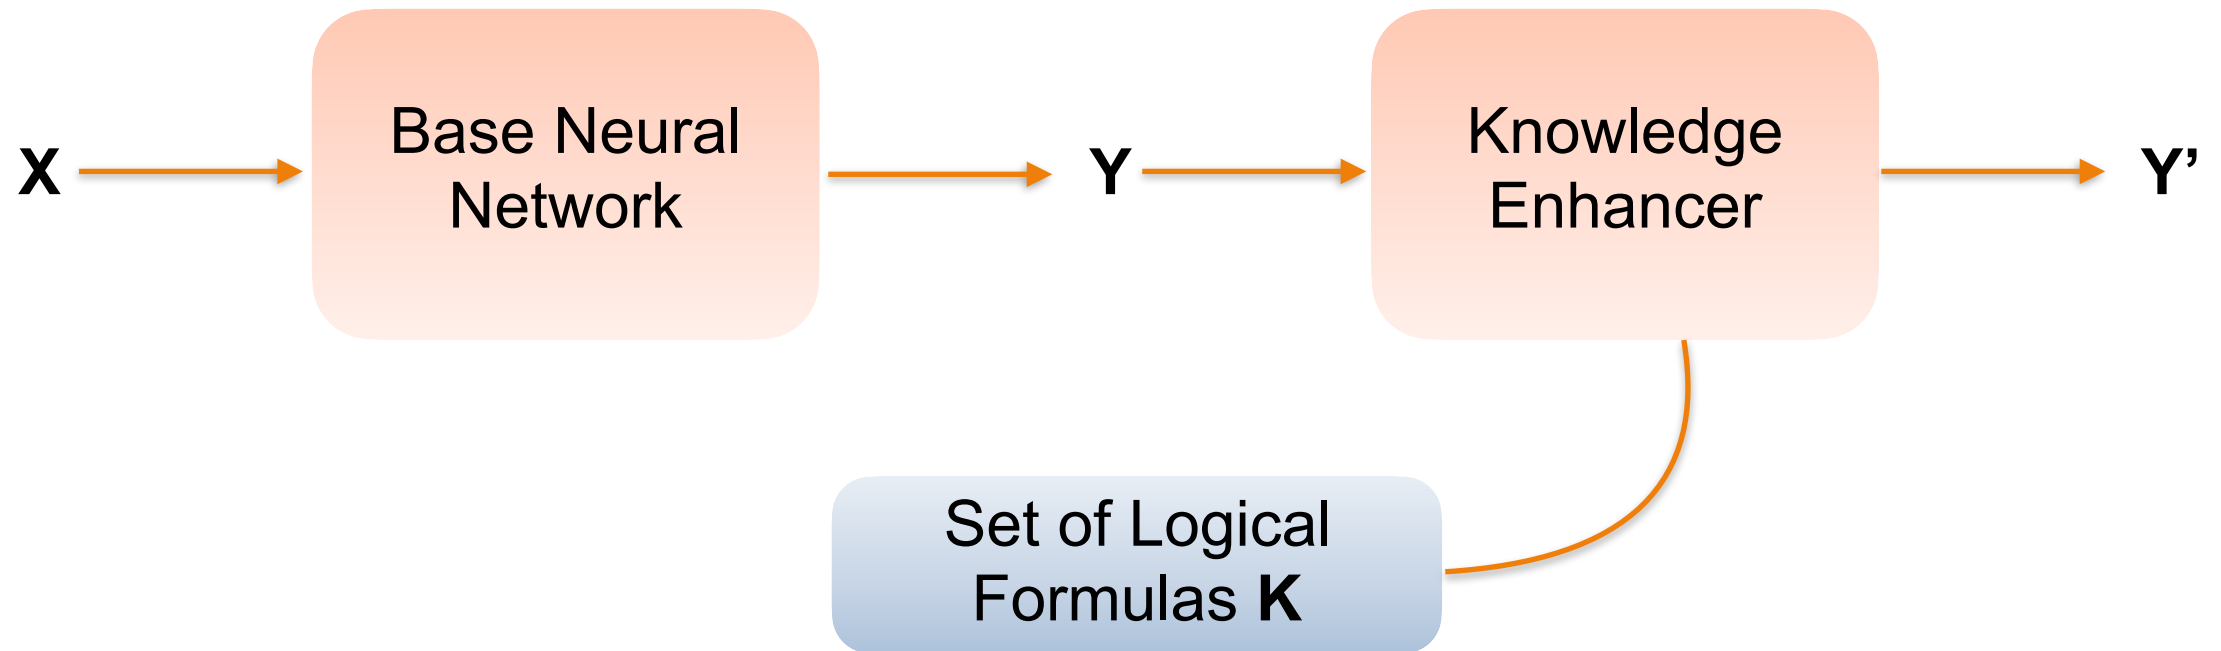 X
Base Neural
Network
Y
Knowledge
Enhancer
Y’
Set of Logical
Formulas K